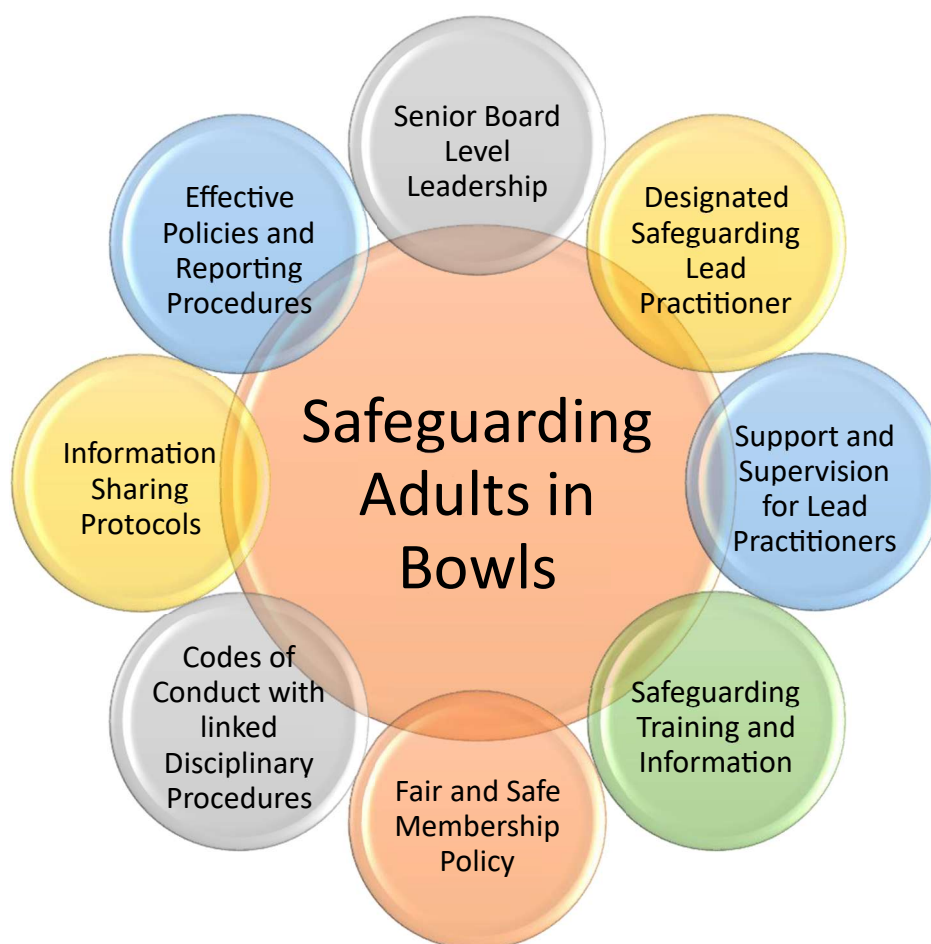 Safeguarding
Adults in
Bowls
Senior Board
Level
Leadership
Designated
Safeguarding
Lead
Practitioner
Support and
Supervision
for Lead
Practitioners
Safeguarding
Training and
Information
Fair and Safe
Membership
Policy
Codes of
Conduct with
linked
Disciplinary
Procedures
Information
Sharing
Protocols
Effective
Policies and
Reporting
Procedures